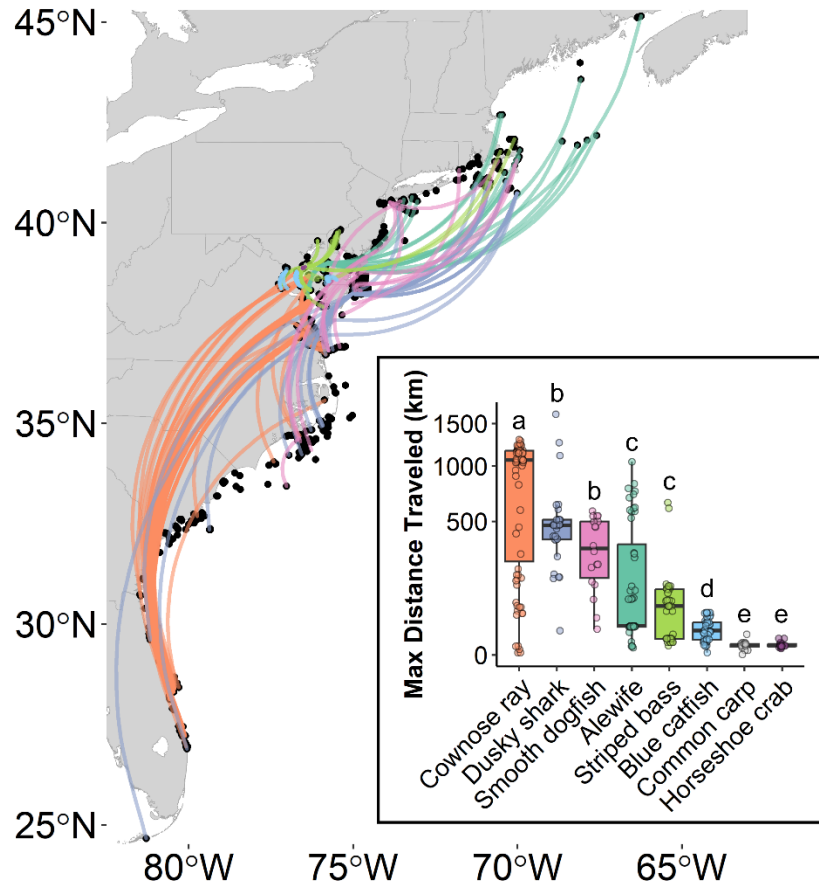 45°N
40°N
35°N
30°N
25°N
80°W 75°W 70°W 65°W
Max Distance Traveled (km)
1500
1000
500
0
a b b c c d e e
Cownose ray
Dusky shark
Smooth dogfish
Alewife
Striped bass
Blue catfish
Common carp
Horseshoe crab